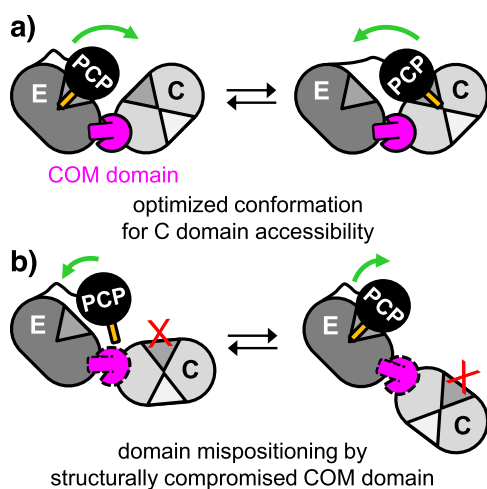 a)
E
PCP
C
PCP
E
C
COM domain
optimized conformation
for C domain accessibility
b)
E
PCP
C
X
E
PCP
C
X
domain mispositioning by
structurally compromised COM domain